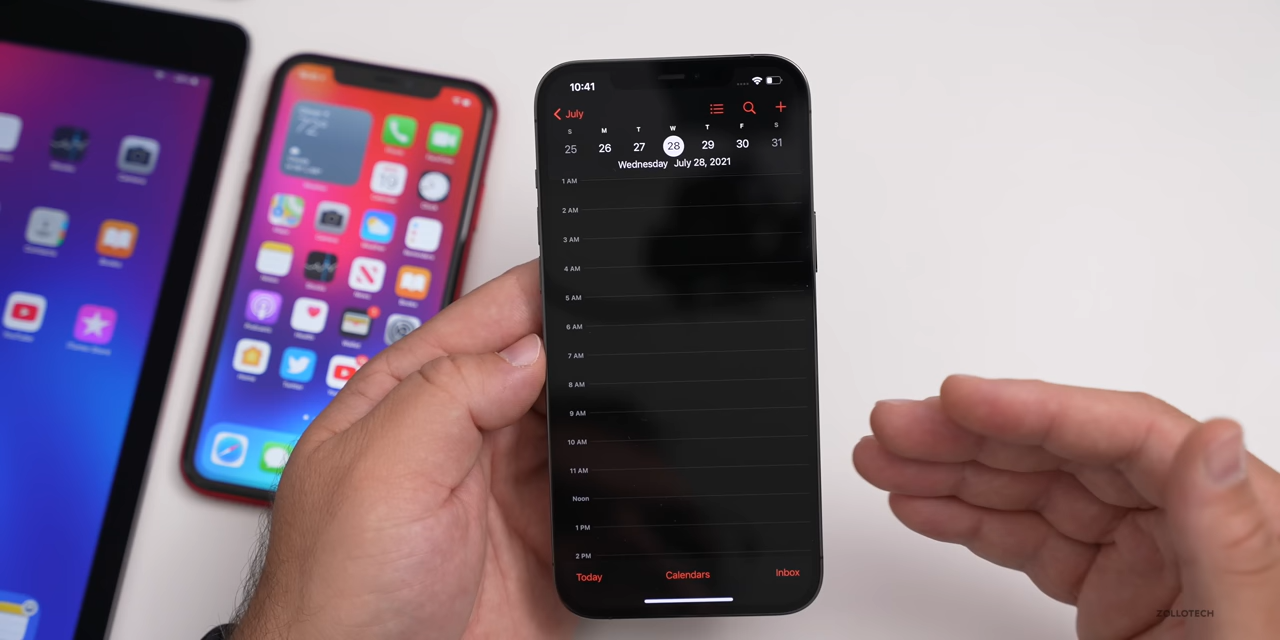 10:41
July
S M T W T F S
25 26 27 28 29 30 31
Wednesday July 28, 2021
1 AM
2 AM
3 AM
4 AM
5 AM
6 AM
7 AM
8 AM
9 AM
10 AM
11 AM
Noon
1 PM
2 PM
Today Calendars Inbox
19
ZOLLOTECH